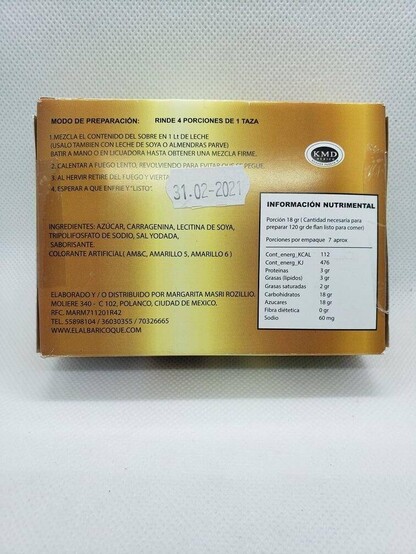 MODO DE PREPARACIÓN: RINDE 4 PORCIONES DE 1 TAZA
1.MEZCLA EL CONTENIDO DEL SOBRE EN 1 Lt DE LECHE
(USALO TAMBIEN CON LECHE DE SOYA O ALMENDRAS PARVE)
BATIR A MANO O EN LICUADORA HASTA OBTENER UNA MEZCLA FIRME.
2. CALENTAR A FUEGO LENTO, REVOLVIENDO PARA EVITAR QUE SE PEGUE.
3. AL HERVIR RETIRE DEL FUEGO Y VIERTA
4. ESPERAR A QUE ENFRIE Y "LISTO".
31-02-2021
KMD
MÉXICO
INGREDIENTES: AZÚCAR, CARRAGENINA, LECITINA DE SOYA,
TRIPULIFOSFATO DE SODIO, SAL YODADA,
SABORISANTE.
COLORANTE ARTIFICIAL( AM&C, AMARILLO 5, AMARILLO 6 )
ELABORADO Y / O DISTRIBUIDO POR MARGARITA MASRI ROZILLIO.
MOLIERE 340 - C 102, POLANCO, CIUDAD DE MEXICO.
RFC. MARM711201R42
TEL. 55898104 / 36030355 / 70326665
WWW.ELALBARICOQUE.COM
INFORMACIÓN NUTRIMENTAL
Porción 18 gr ( Cantidad necesaria para
preparar 120 gr de flan listo para comer)
Porciones por empaque 7 aprox
Cont_energ_KCAL 112
Cont_energ_KJ 476
Proteinas 3 gr
Grasas (lípidos) 3 gr
Grasas saturadas 2 gr
Carbohidratos 18 gr
Azucares 18 gr
Fibra diética 0 gr
Sodio 60 mg